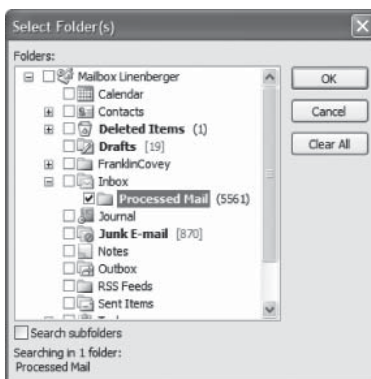 Select Folder(s)
Folders:
Mailbox Linenberger
Calendar
Contacts
Deleted Items (1)
Drafts [19]
FranklinCovey
Inbox
Processed Mail (5561)
Journal
Junk E-mail [870]
Notes
Outbox
RSS Feeds
Sent Items
OK
Cancel
Clear All
Search subfolders
Searching in 1 folder:
Processed Mail